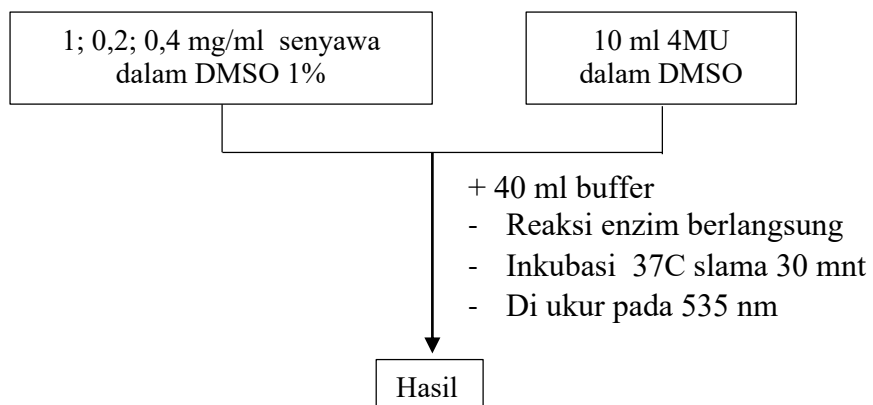 1; 0,2; 0,4 mg/ml senyawa
dalam DMSO 1%
10 ml 4MU
dalam DMSO
+ 40 ml buffer
- Reaksi enzim berlangsung
- Inkubasi 37C slama 30 mnt
- Di ukur pada 535 nm
Hasil